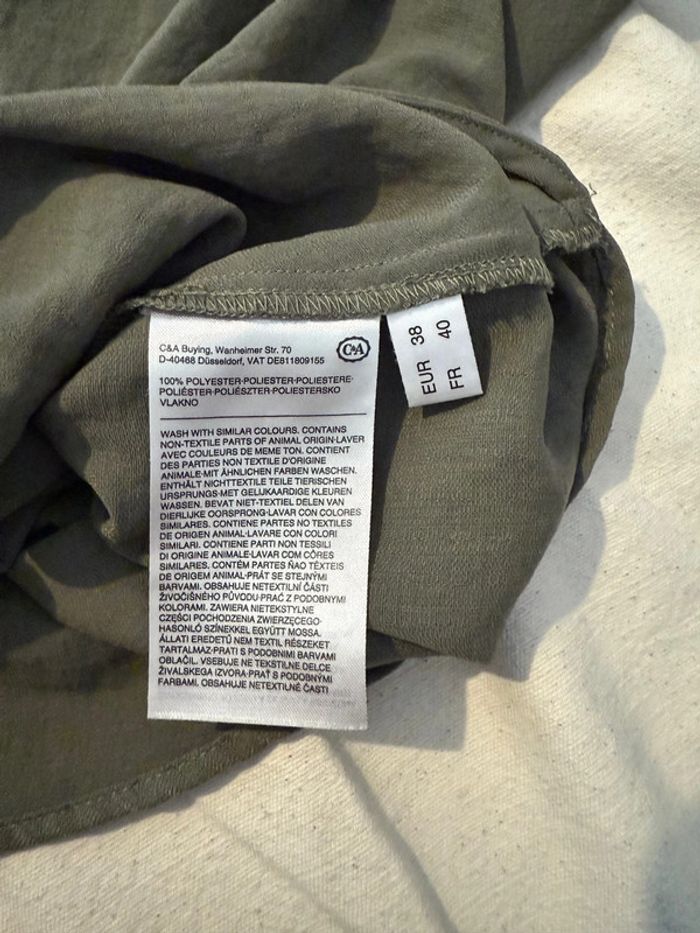 C&A Buying, Wanheimer Str. 70
D-40468 Düsseldorf, VAT DE811809155
C&A
100% POLYESTER·POLIESTER·POLIESTERE·
POLIÉSTER·POLIÉSZTER·POLIESTERSKO
VLAKNO
WASH WITH SIMILAR COLOURS. CONTAINS
NON-TEXTILE PARTS OF ANIMAL ORIGIN·LAVER
AVEC COULEURS DE MEME TON. CONTIENT
DES PARTIES NON TEXTILE D'ORIGINE
ANIMALE·MIT ÄHNLICHEN FARBEN WASCHEN.
ENTHÄLT NICHTTEXTILE TEILE TIERISCHEN
URSPRUNGS·MET GELIJKAARDIGE KLEUREN
WASSEN. BEVAT NIET-TEXTIEL DELEN VAN
DIERLIJKE OORSPRONG·LAVAR CON COLORES
SIMILARES. CONTIENE PARTES NO TEXTILES
DE ORIGEN ANIMAL·LAVARE CON COLORI
SIMILARI. CONTIENE PARTI NON TESSILI
DI ORIGINE ANIMALE·LAVAR COM CÔRES
SIMILARES. CONTÉM PARTES ÑAO TÈXTEIS
DE ORIGEM ANIMAL·PRÁT SE STEJNÝMI
BARVAMI. OBSAHUJE NETEXTILNÍ ČÁSTI
ŽIVOČIŠNÉHO PŮVODU·PRAĆ Z PODOBNYMI
KOLORAMI. ZAWIERA NIETEKSTYLNE
CZĘŚCI POCHODZENIA ZWIERZĘCEGO·
HASONLÓ SZÍNEKKEL EGYÜTT MOSSA.
ÁLLATI EREDETŰ NEM TEXTIL RÉSZEKET
TARTALMAZ·PRATI S PODOBNIMI BARVAMI
OBLAČIL. VSEBUJE NE TEKSTILNE DELCE
ŽIVALSKEGA IZVORA·PRAŤ S PODOBNÝMI
FARBAMI. OBSAHUJE NETEXTILNÉ ČASTI
EUR 38
FR 40